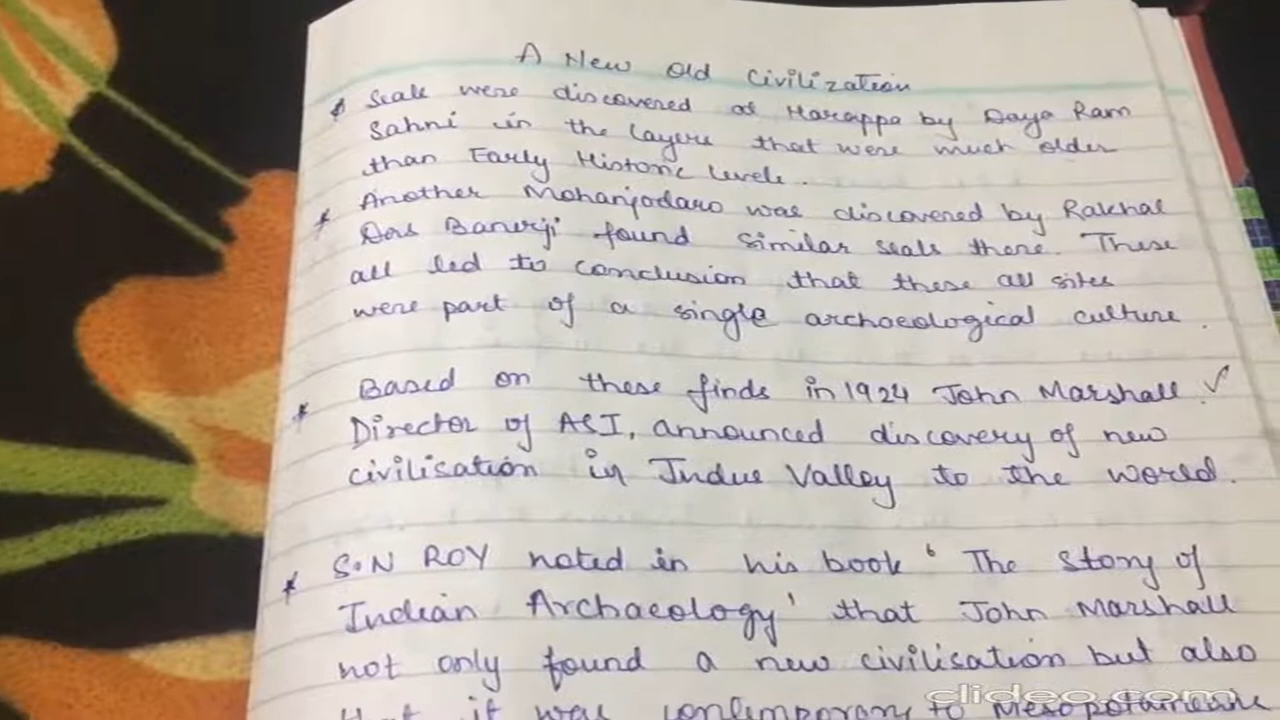 A New Old Civilization
* Seals were discovered at Harappa by Daya Ram
Sahni in the layers that were much older
than Early Historic levels.
* Another Mohanjodaro was discovered by Rakhal
Das Banerji found similar seals there. These
all led to conclusion that these all sites
were part of a single archaeological culture.
* Based on these finds in 1924 John Marshall ✓
Director of ASI, announced discovery of new
civilisation in Indus Valley to the world.
* S.N ROY noted in his book ' The Story of
Indian Archaeology' that John Marshall
not only found a new civilisation but also
that it was contemporary to Mesopotamians
clideo.com